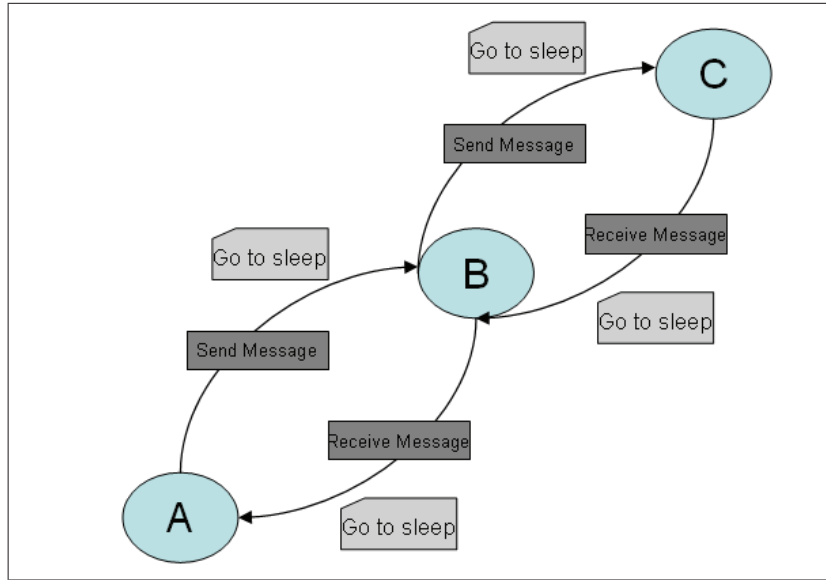 Go to sleep
C
Send Message
Receive Message
Go to sleep
B
Go to sleep
Send Message
Receive Message
A
Go to sleep